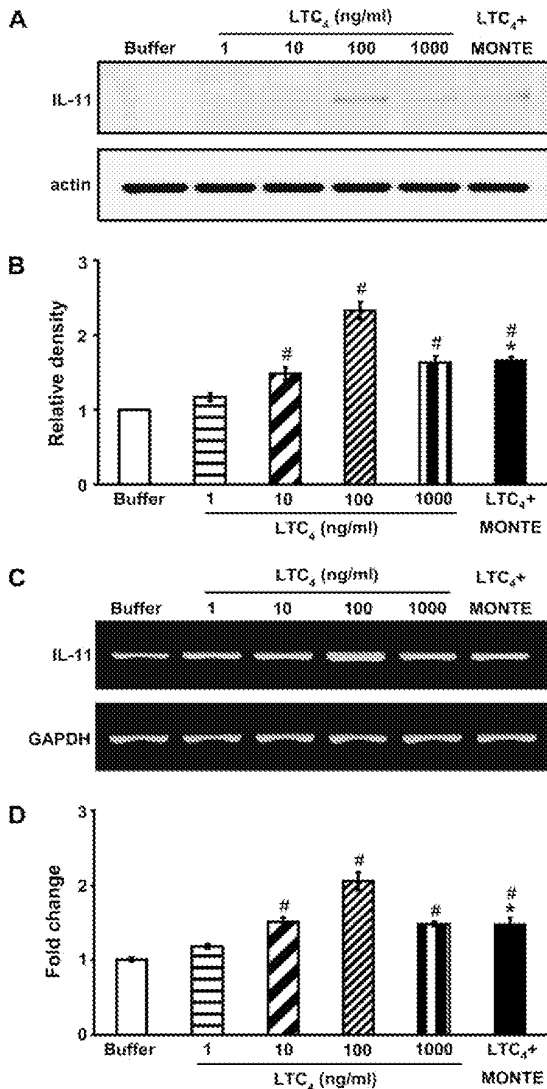 A
LTC₄ (ng/ml) LTC₄+
Buffer 1 10 100 1000 MONTE
IL-11
actin
B
3
2
1
0
Relative density
#
#
#
#
*
Buffer 1 10 100 1000 LTC₄+
LTC₄ (ng/ml) MONTE
C
LTC₄ (ng/ml) LTC₄+
Buffer 1 10 100 1000 MONTE
IL-11
GAPDH
D
3
2
1
0
Fold change
#
#
#
#
*
Buffer 1 10 100 1000 LTC₄+
LTC₄ (ng/ml) MONTE